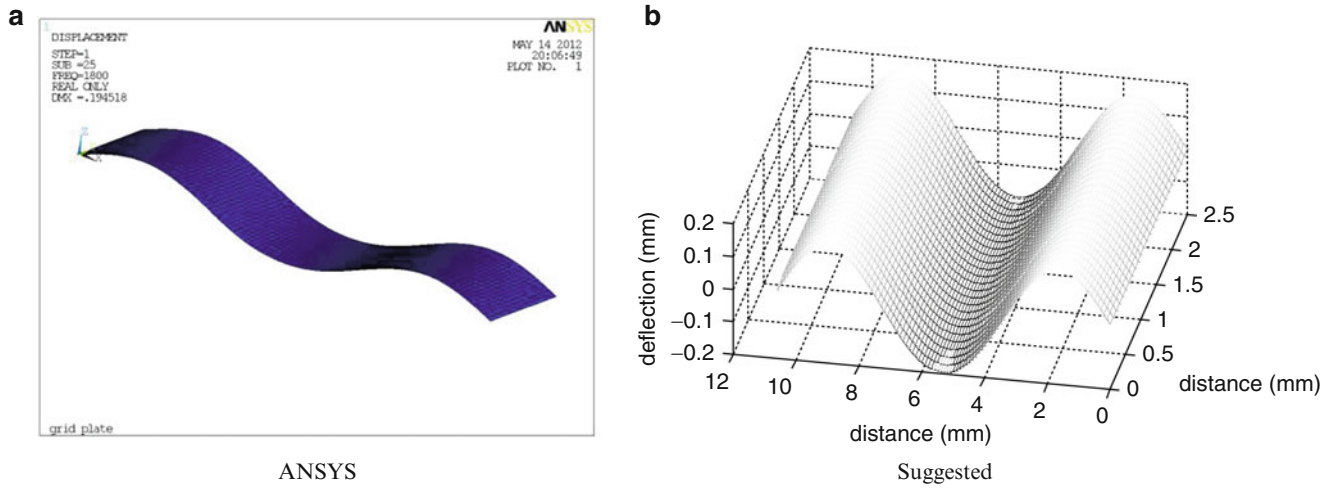 a
1
ANSYS
DISPLACEMENT
STEP=1
SUB =25
FREQ=1800
REAL ONLY
DMX =.194518
MAY 14 2012
20:06:49
PLOT NO. 1
Z
X
grid plate
ANSYS
b
deflection (mm)
0.2
0.1
0
−0.1
−0.2
12
10
8
6
4
2
0
distance (mm)
2.5
2
1.5
1
0.5
0
distance (mm)
Suggested